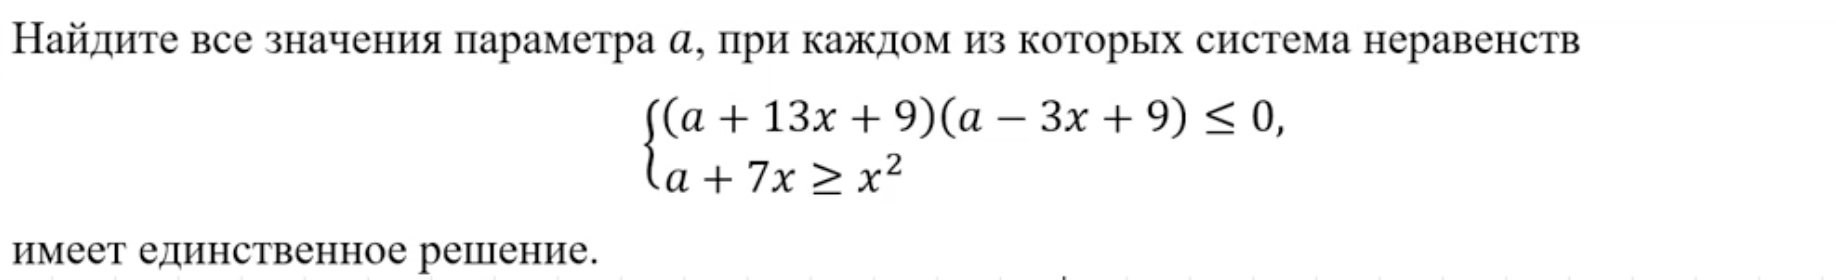 Найдите все значения параметра a, при каждом из которых система неравенств
{(a + 13x + 9)(a − 3x + 9) ≤ 0,
a + 7x ≥ x²
имеет единственное решение.